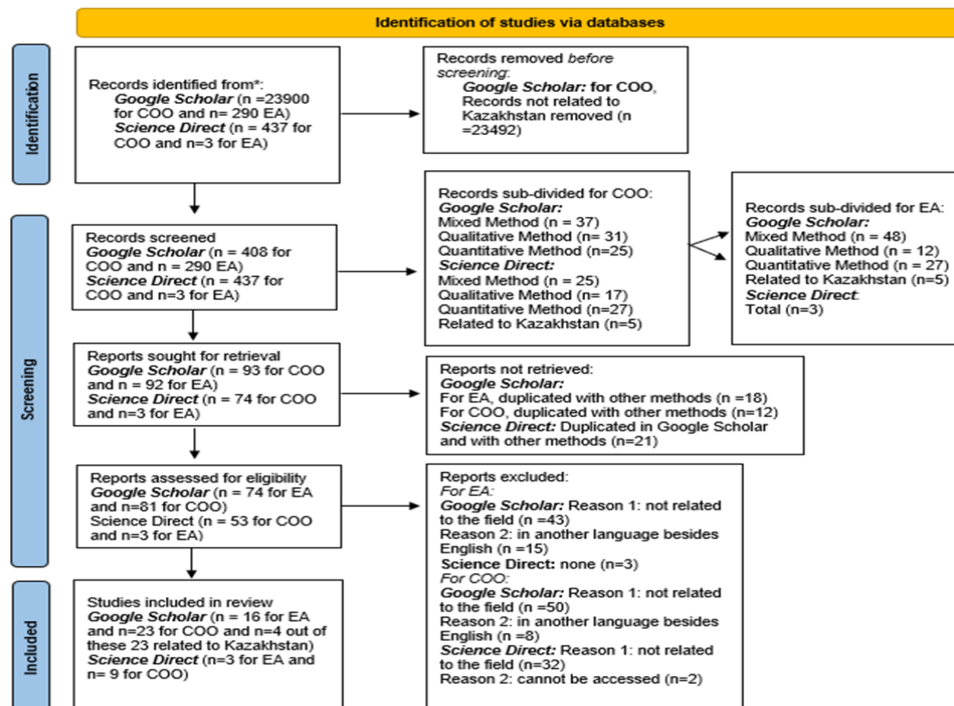 Identification of studies via databases
Identification
Records identified from*:
Google Scholar (n =23900
for COO and n= 290 EA)
Science Direct (n = 437 for
COO and n=3 for EA)
Records removed before
screening:
Google Scholar: for COO,
Records not related to
Kazakhstan removed (n
=23492)
Screening
Records screened
Google Scholar (n = 408 for
COO and n = 290 EA)
Science Direct (n = 437 for
COO and n=3 for EA)
Records sub-divided for COO:
Google Scholar:
Mixed Method (n = 37)
Qualitative Method (n= 31)
Quantitative Method (n=25)
Science Direct:
Mixed Method (n = 25)
Qualitative Method (n= 17)
Quantitative Method (n=27)
Related to Kazakhstan (n=5)
Records sub-divided for EA:
Google Scholar:
Mixed Method (n = 48)
Qualitative Method (n = 12)
Quantitative Method (n = 27)
Related to Kazakhstan (n=5)
Science Direct:
Total (n=3)
Reports sought for retrieval
Google Scholar (n = 93 for COO
and n = 92 for EA)
Science Direct (n = 74 for COO
and n=3 for EA)
Reports not retrieved:
Google Scholar:
For EA, duplicated with other methods (n =18)
For COO, duplicated with other methods (n=12)
Science Direct: Duplicated in Google Scholar
and with other methods (n=21)
Reports assessed for eligibility
Google Scholar (n = 74 for EA
and n=81 for COO)
Science Direct (n = 53 for COO
and n=3 for EA)
Reports excluded:
For EA:
Google Scholar: Reason 1: not related
to the field (n =43)
Reason 2: in another language besides
English (n =15)
Science Direct: none (n=3)
For COO:
Google Scholar: Reason 1: not related
to the field (n =50)
Reason 2: in another language besides
English (n =8)
Science Direct: Reason 1: not related
to the field (n=32)
Reason 2: cannot be accessed (n=2)
Included
Studies included in review
Google Scholar (n = 16 for EA
and n=23 for COO and n=4 out of
these 23 related to Kazakhstan)
Science Direct (n=3 for EA and
n= 9 for COO)